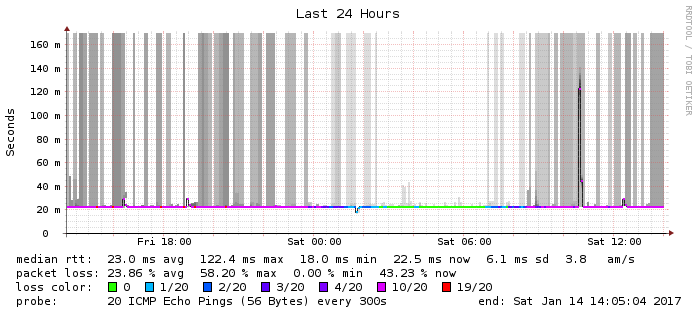 Last 24 Hours
RRDTOOL / TOBI OETIKER
Seconds
160 m
140 m
120 m
100 m
80 m
60 m
40 m
20 m
0
Fri 18:00 Sat 00:00 Sat 06:00 Sat 12:00
median rtt: 23.0 ms avg 122.4 ms max 18.0 ms min 22.5 ms now 6.1 ms sd 3.8 am/s
packet loss: 23.86 % avg 58.20 % max 0.00 % min 43.23 % now
loss color: 0 1/20 2/20 3/20 4/20 10/20 19/20
probe: 20 ICMP Echo Pings (56 Bytes) every 300s end: Sat Jan 14 14:05:04 2017